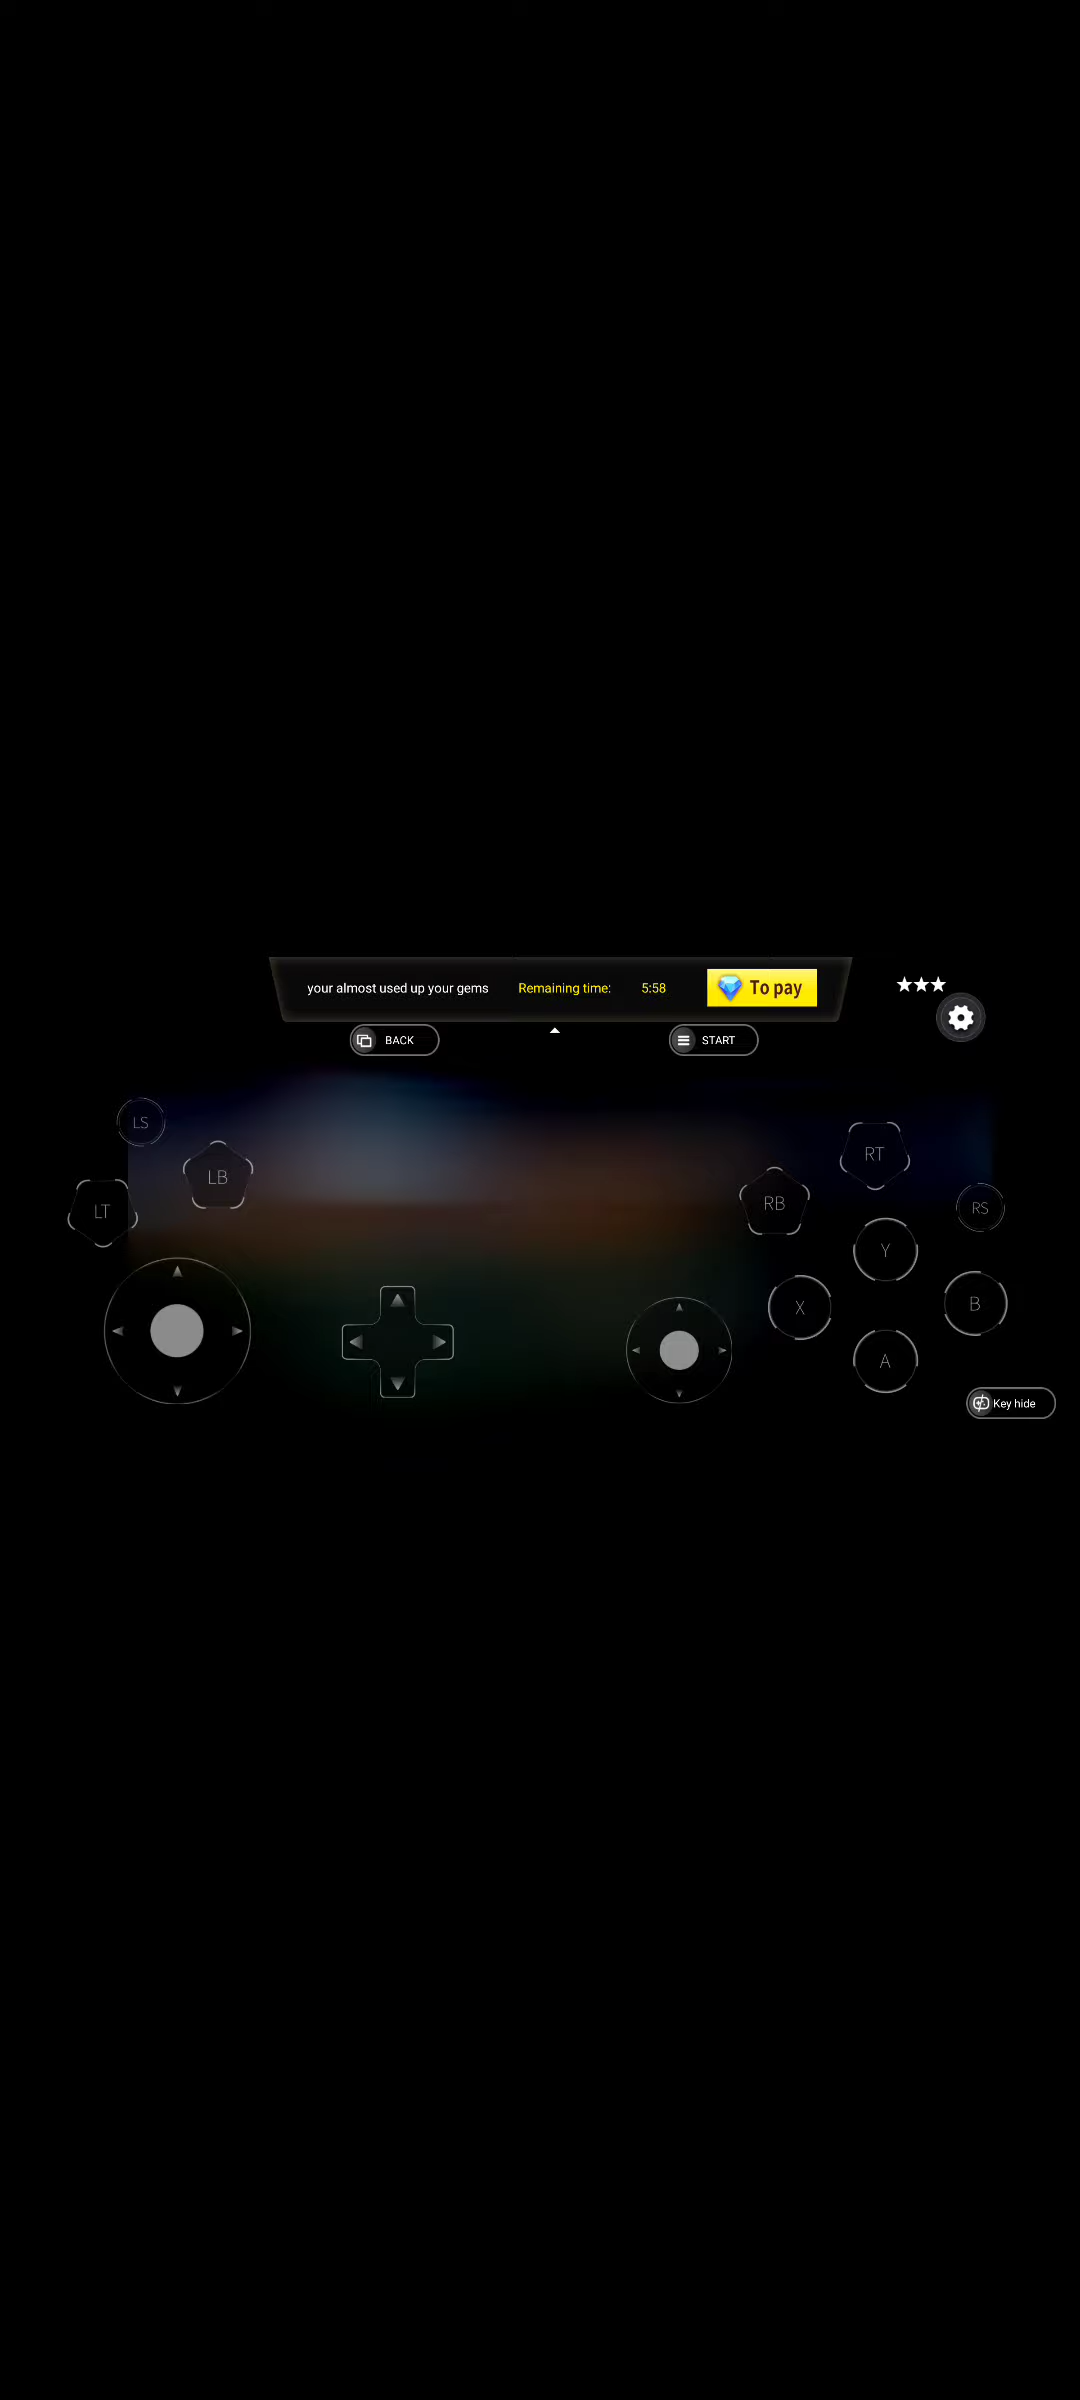 your almost used up your gems Remaining time: 5:58 To pay
BACK START
LS
RT
LB
RB
LT
RS
Y
X
B
A
Key hide